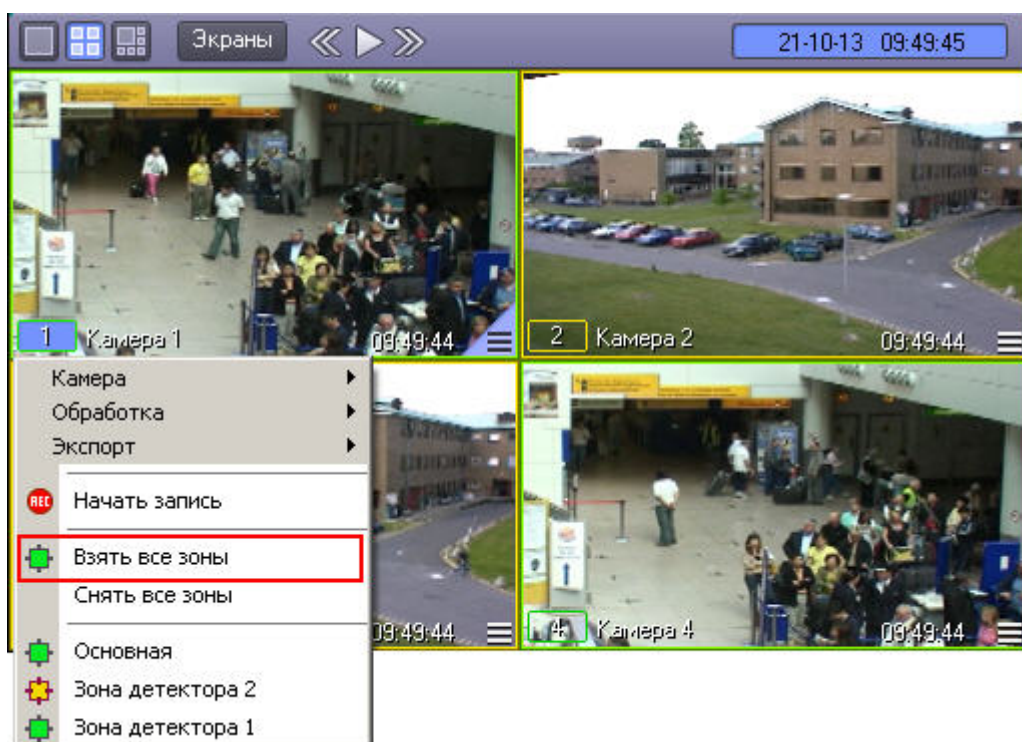 Экраны
21-10-13 09:49:45
1 Камера 1 09:49:44
2 Камера 2 09:49:44
Камера
Обработка
Экспорт
REC Начать запись
Взять все зоны
Снять все зоны
Основная
Зона детектора 2
Зона детектора 1
09:49:44
4 Камера 4 09:49:44